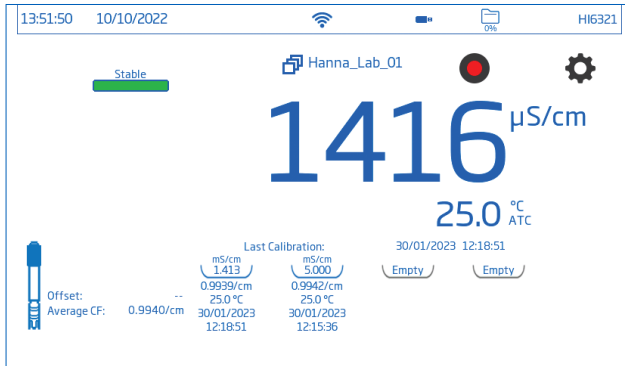 13:51:50 10/10/2022 HI6321
0%
Stable
Hanna_Lab_01
1416 µS/cm
25.0 °C
ATC
Last Calibration: 30/01/2023 12:18:51
mS/cm mS/cm
1.413 5.000 Empty Empty
0.9939/cm 0.9942/cm
Offset: -- 25.0 °C 25.0 °C
Average CF: 0.9940/cm 30/01/2023 30/01/2023
12:18:51 12:15:36